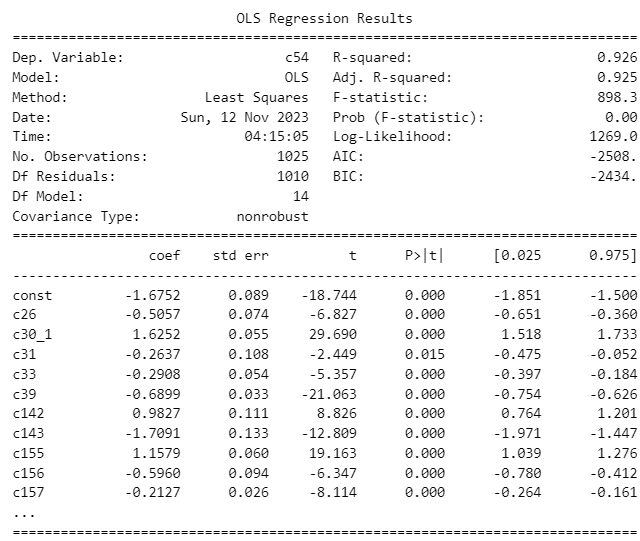 OLS Regression Results
==============================================================================
Dep. Variable: c54 R-squared: 0.926
Model: OLS Adj. R-squared: 0.925
Method: Least Squares F-statistic: 898.3
Date: Sun, 12 Nov 2023 Prob (F-statistic): 0.00
Time: 04:15:05 Log-Likelihood: 1269.0
No. Observations: 1025 AIC: -2508.
Df Residuals: 1010 BIC: -2434.
Df Model: 14
Covariance Type: nonrobust
==============================================================================
coef std err t P>|t| [0.025 0.975]
------------------------------------------------------------------------------
const -1.6752 0.089 -18.744 0.000 -1.851 -1.500
c26 -0.5057 0.074 -6.827 0.000 -0.651 -0.360
c30_1 1.6252 0.055 29.690 0.000 1.518 1.733
c31 -0.2637 0.108 -2.449 0.015 -0.475 -0.052
c33 -0.2908 0.054 -5.357 0.000 -0.397 -0.184
c39 -0.6899 0.033 -21.063 0.000 -0.754 -0.626
c142 0.9827 0.111 8.826 0.000 0.764 1.201
c143 -1.7091 0.133 -12.809 0.000 -1.971 -1.447
c155 1.1579 0.060 19.163 0.000 1.039 1.276
c156 -0.5960 0.094 -6.347 0.000 -0.780 -0.412
c157 -0.2127 0.026 -8.114 0.000 -0.264 -0.161
...
==============================================================================